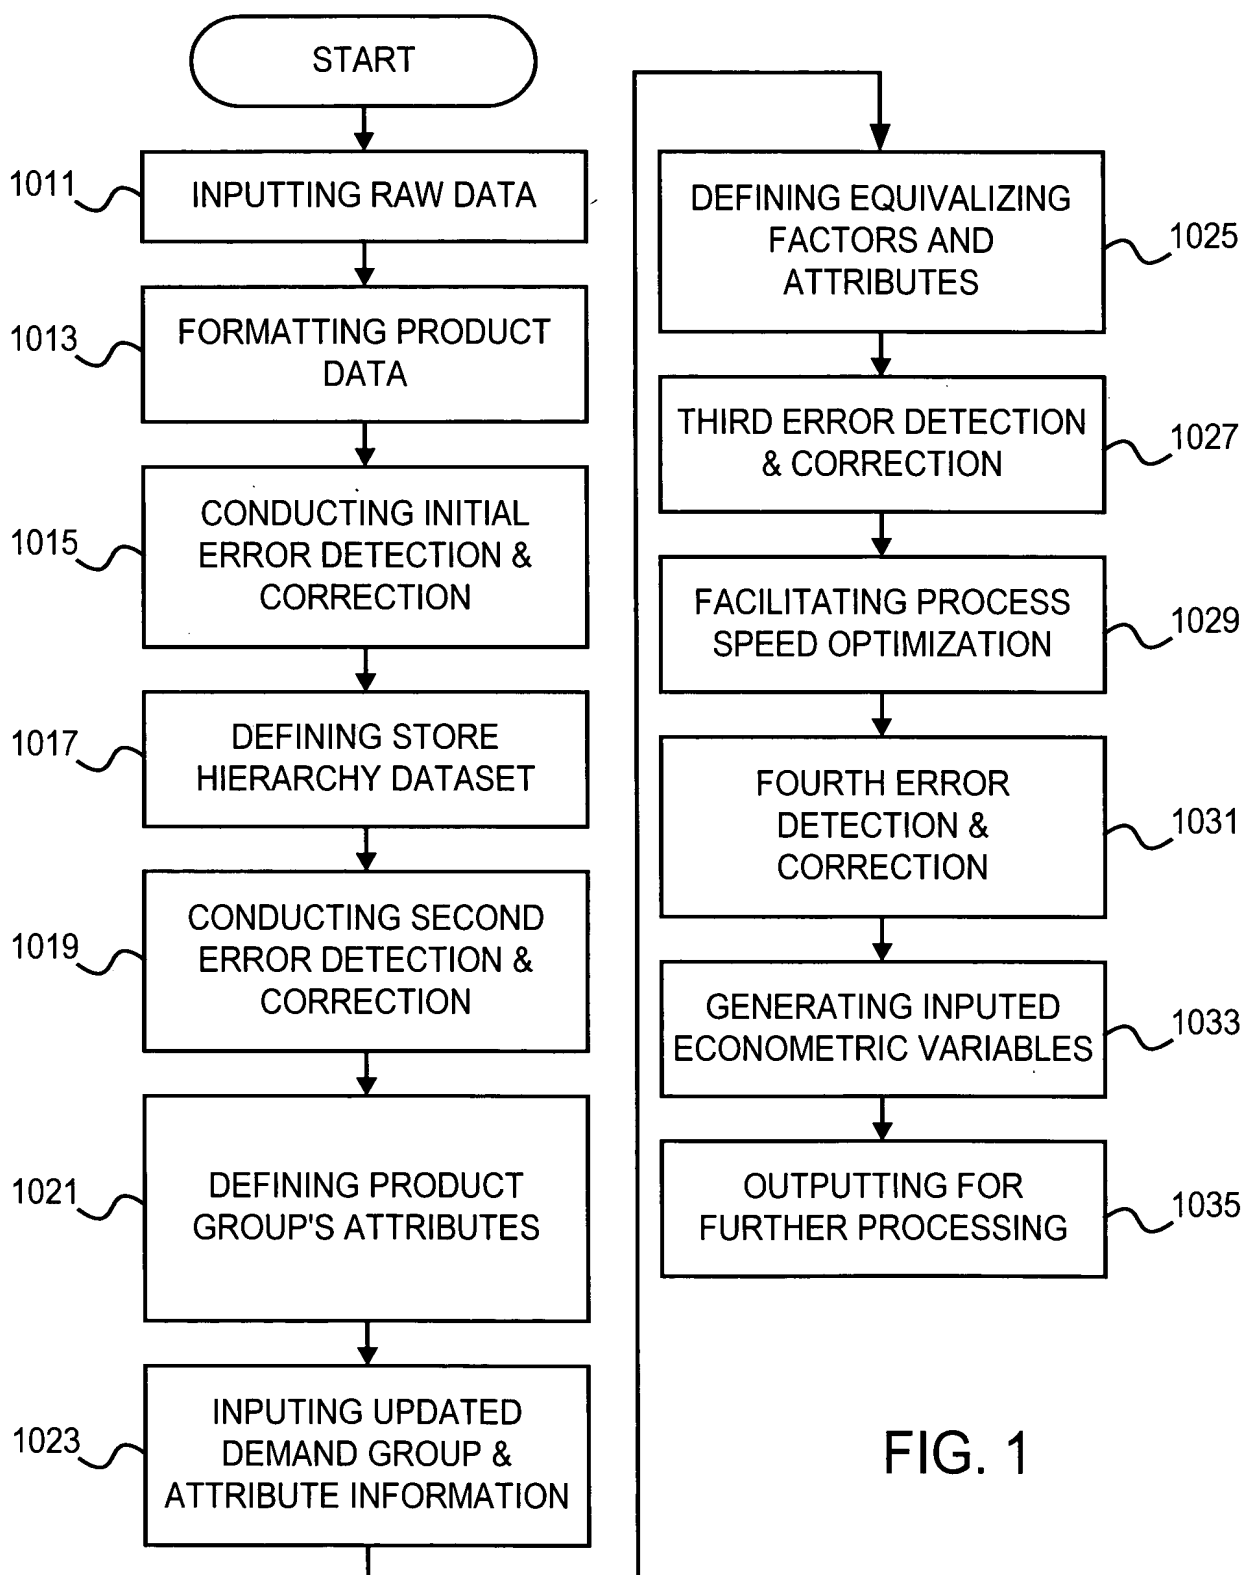 START
1011
INPUTTING RAW DATA
1013
FORMATTING PRODUCT
DATA
1015
CONDUCTING INITIAL
ERROR DETECTION &
CORRECTION
1017
DEFINING STORE
HIERARCHY DATASET
1019
CONDUCTING SECOND
ERROR DETECTION &
CORRECTION
1021
DEFINING PRODUCT
GROUP'S ATTRIBUTES
1023
INPUTING UPDATED
DEMAND GROUP &
ATTRIBUTE INFORMATION
DEFINING EQUIVALIZING
FACTORS AND
ATTRIBUTES
1025
THIRD ERROR DETECTION
& CORRECTION
1027
FACILITATING PROCESS
SPEED OPTIMIZATION
1029
FOURTH ERROR
DETECTION &
CORRECTION
1031
GENERATING INPUTED
ECONOMETRIC VARIABLES
1033
OUTPUTTING FOR
FURTHER PROCESSING
1035
FIG. 1